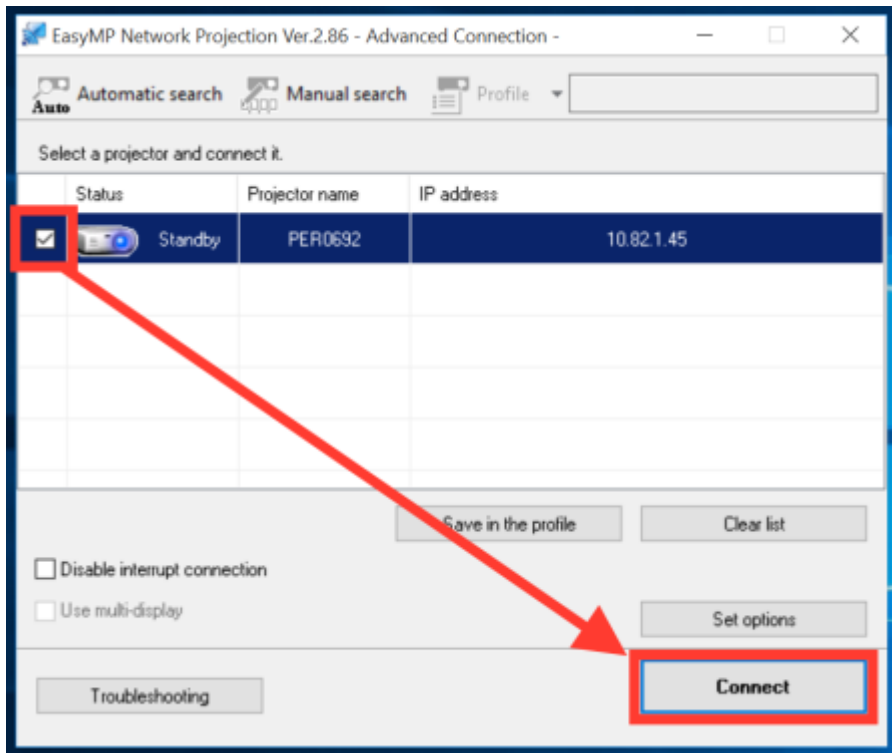 EasyMP Network Projection Ver.2.86 - Advanced Connection -
Auto Automatic search Manual search Profile
Select a projector and connect it.
Status Projector name IP address
Standby PER0692 10.82.1.45
Save in the profile Clear list
Disable interrupt connection
Use multi-display Set options
Troubleshooting Connect